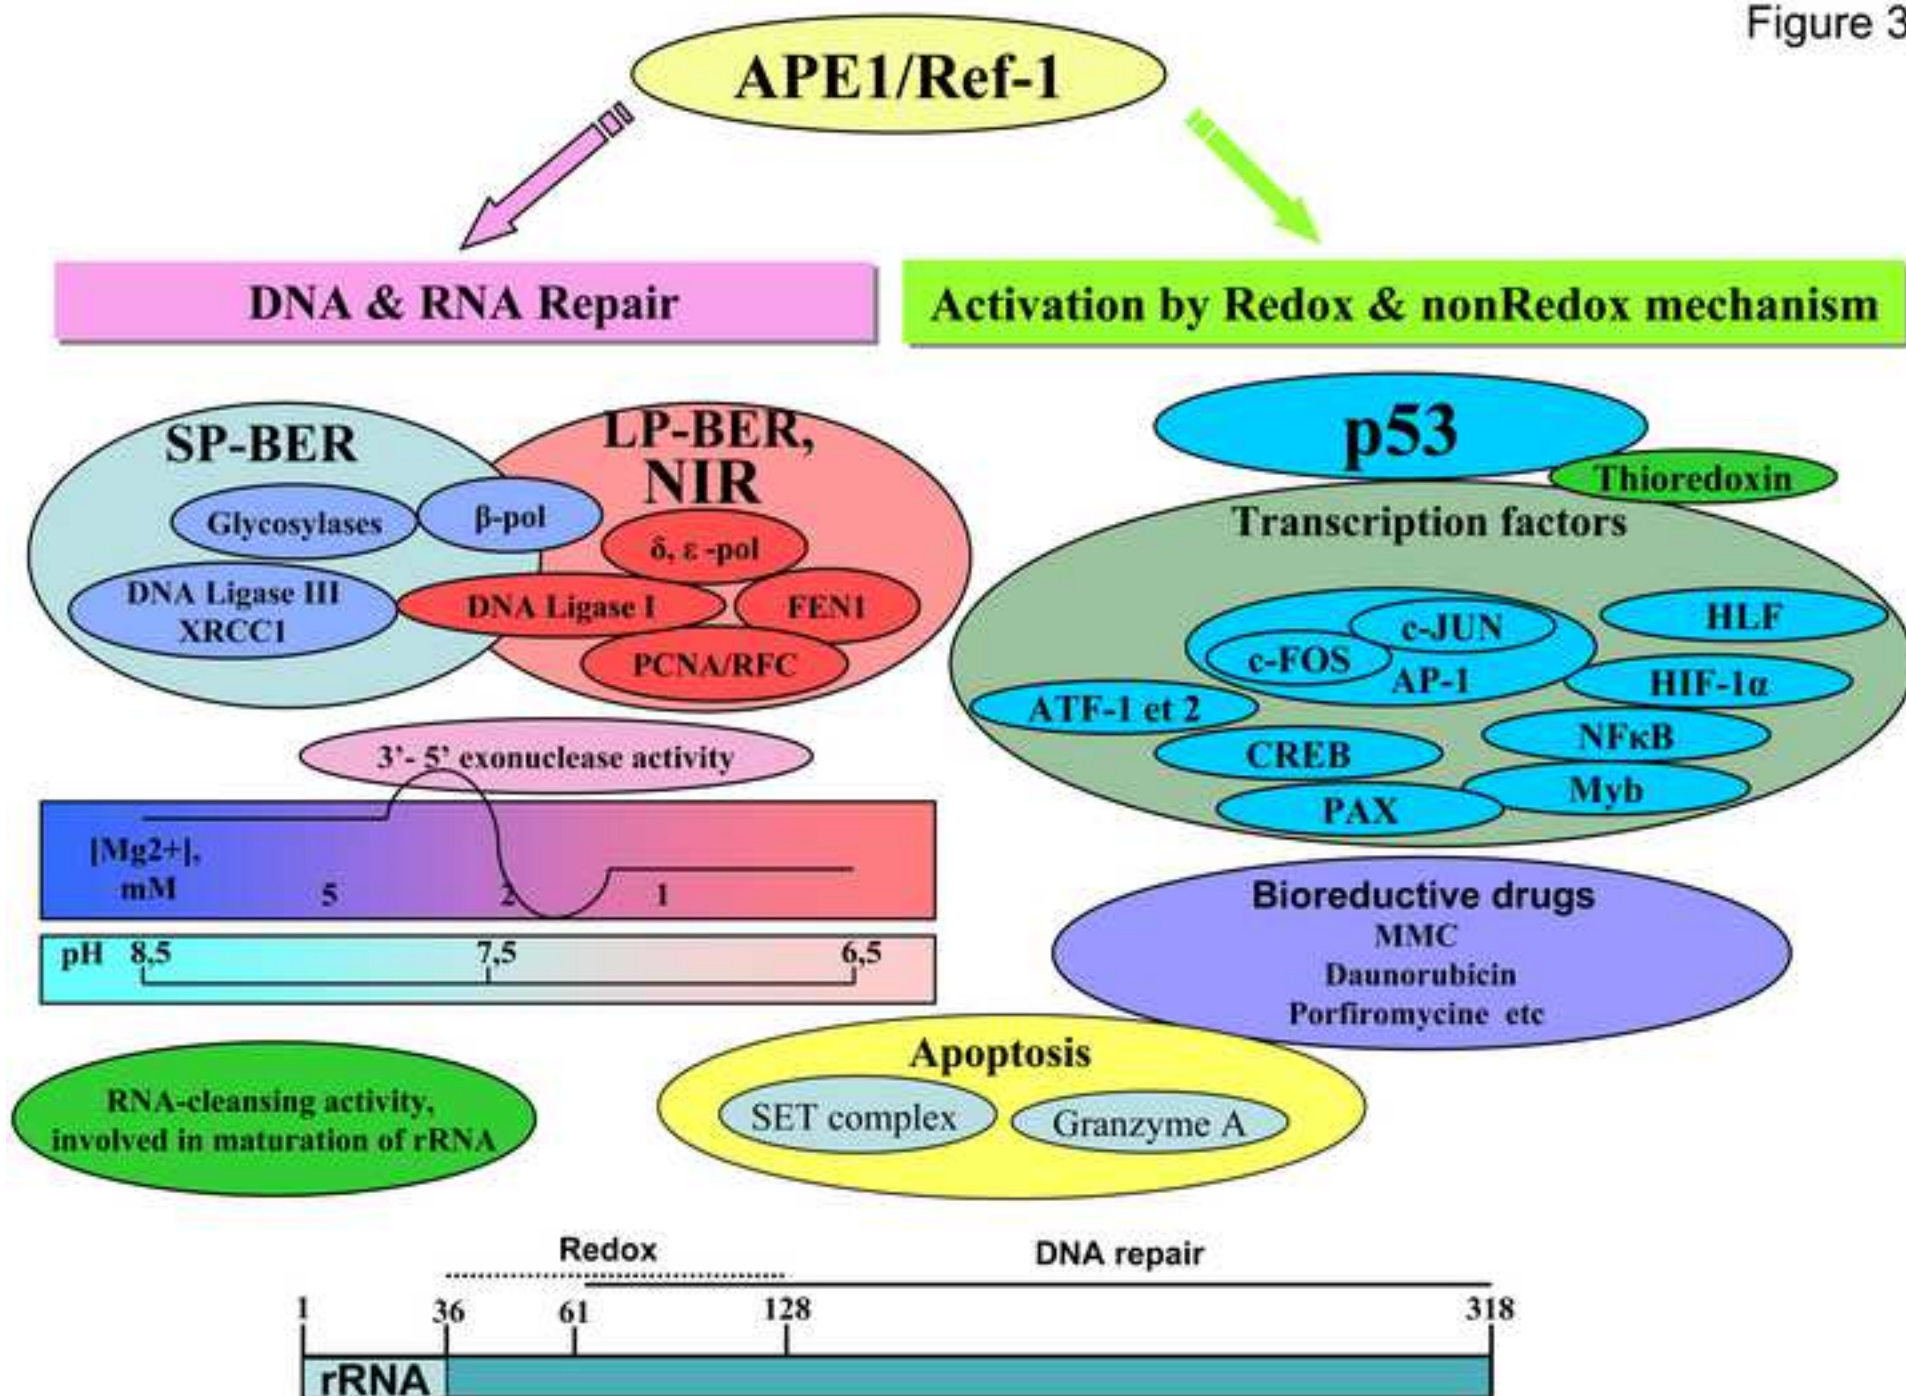 Figure 3
APE1/Ref-1
DNA & RNA Repair
Activation by Redox & nonRedox mechanism
SP-BER
Glycosylases
β-pol
DNA Ligase III
XRCC1
LP-BER,
NIR
δ, ε -pol
DNA Ligase I
FEN1
PCNA/RFC
3’- 5’ exonuclease activity
[Mg2+],
mM
5
2
1
pH
8,5
7,5
6,5
RNA-cleansing activity,
involved in maturation of rRNA
p53
Thioredoxin
Transcription factors
c-JUN
c-FOS
AP-1
HLF
HIF-1α
ATF-1 et 2
NFκB
CREB
Myb
PAX
Bioreductive drugs
MMC
Daunorubicin
Porfiromycine etc
Apoptosis
SET complex
Granzyme A
Redox
DNA repair
1
36
61
128
318
rRNA